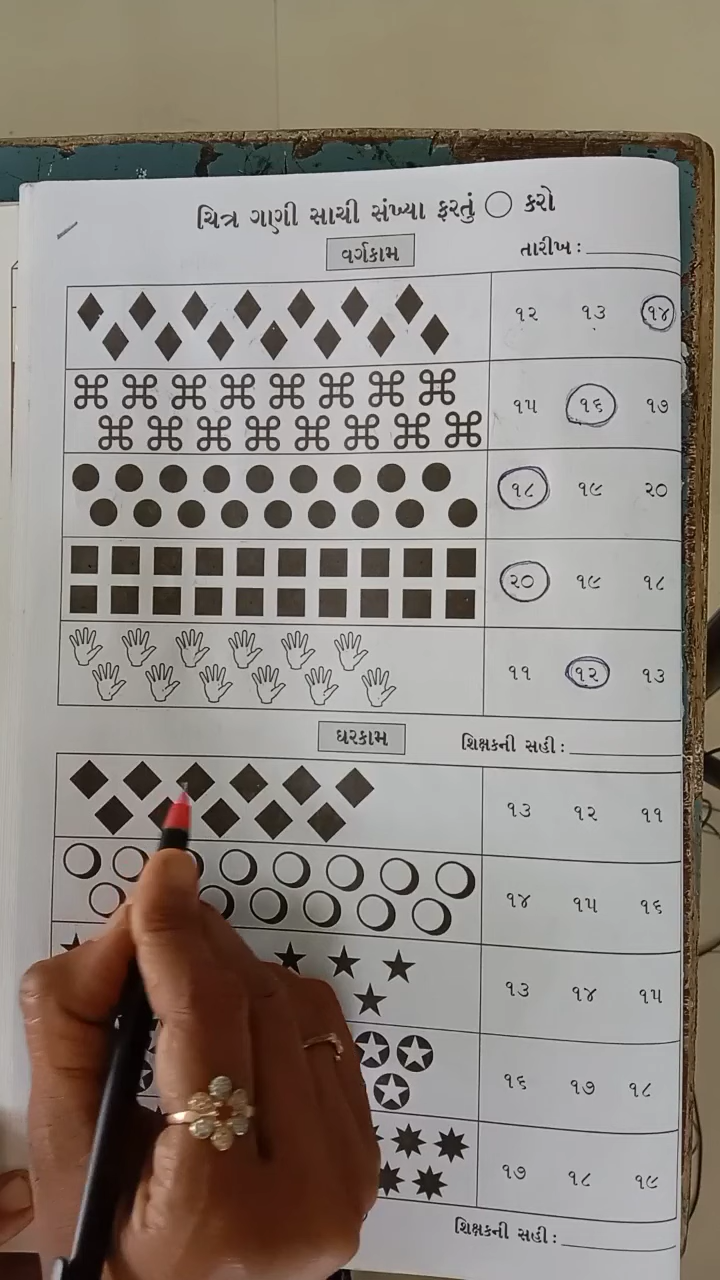 ચિત્ર ગણી સાચી સંખ્યા ફરતું ◯ કરો
વર્ગકામ
તારીખ :
૧૨ ૧૩ ૧૪
૧૫ ૧૬ ૧૭
૧૮ ૧૯ ૨૦
૨૦ ૧૯ ૧૮
૧૧ ૧૨ ૧૩
ઘરકામ
શિક્ષકની સહી :
૧૩ ૧૨ ૧૧
૧૪ ૧૫ ૧૬
૧૩ ૧૪ ૧૫
૧૬ ૧૭ ૧૮
૧૭ ૧૮ ૧૯
શિક્ષકની સહી :